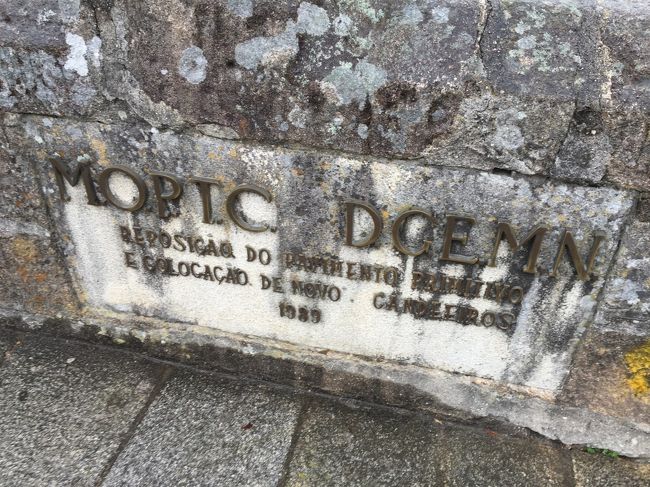 M.O.P.T.C. D.G.E.M.N.
REPOSIÇÃO DO PAVIMENTO PRIMITIVO
E COLOCAÇÃO DE NOVO CANDEEIROS
1989